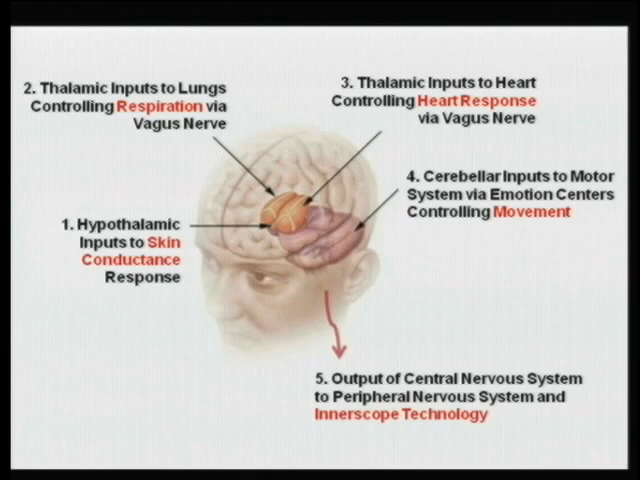 2. Thalamic Inputs to Lungs
Controlling Respiration via
Vagus Nerve
3. Thalamic Inputs to Heart
Controlling Heart Response
via Vagus Nerve
4. Cerebellar Inputs to Motor
System via Emotion Centers
Controlling Movement
1. Hypothalamic
Inputs to Skin
Conductance
Response
5. Output of Central Nervous System
to Peripheral Nervous System and
Innerscope Technology